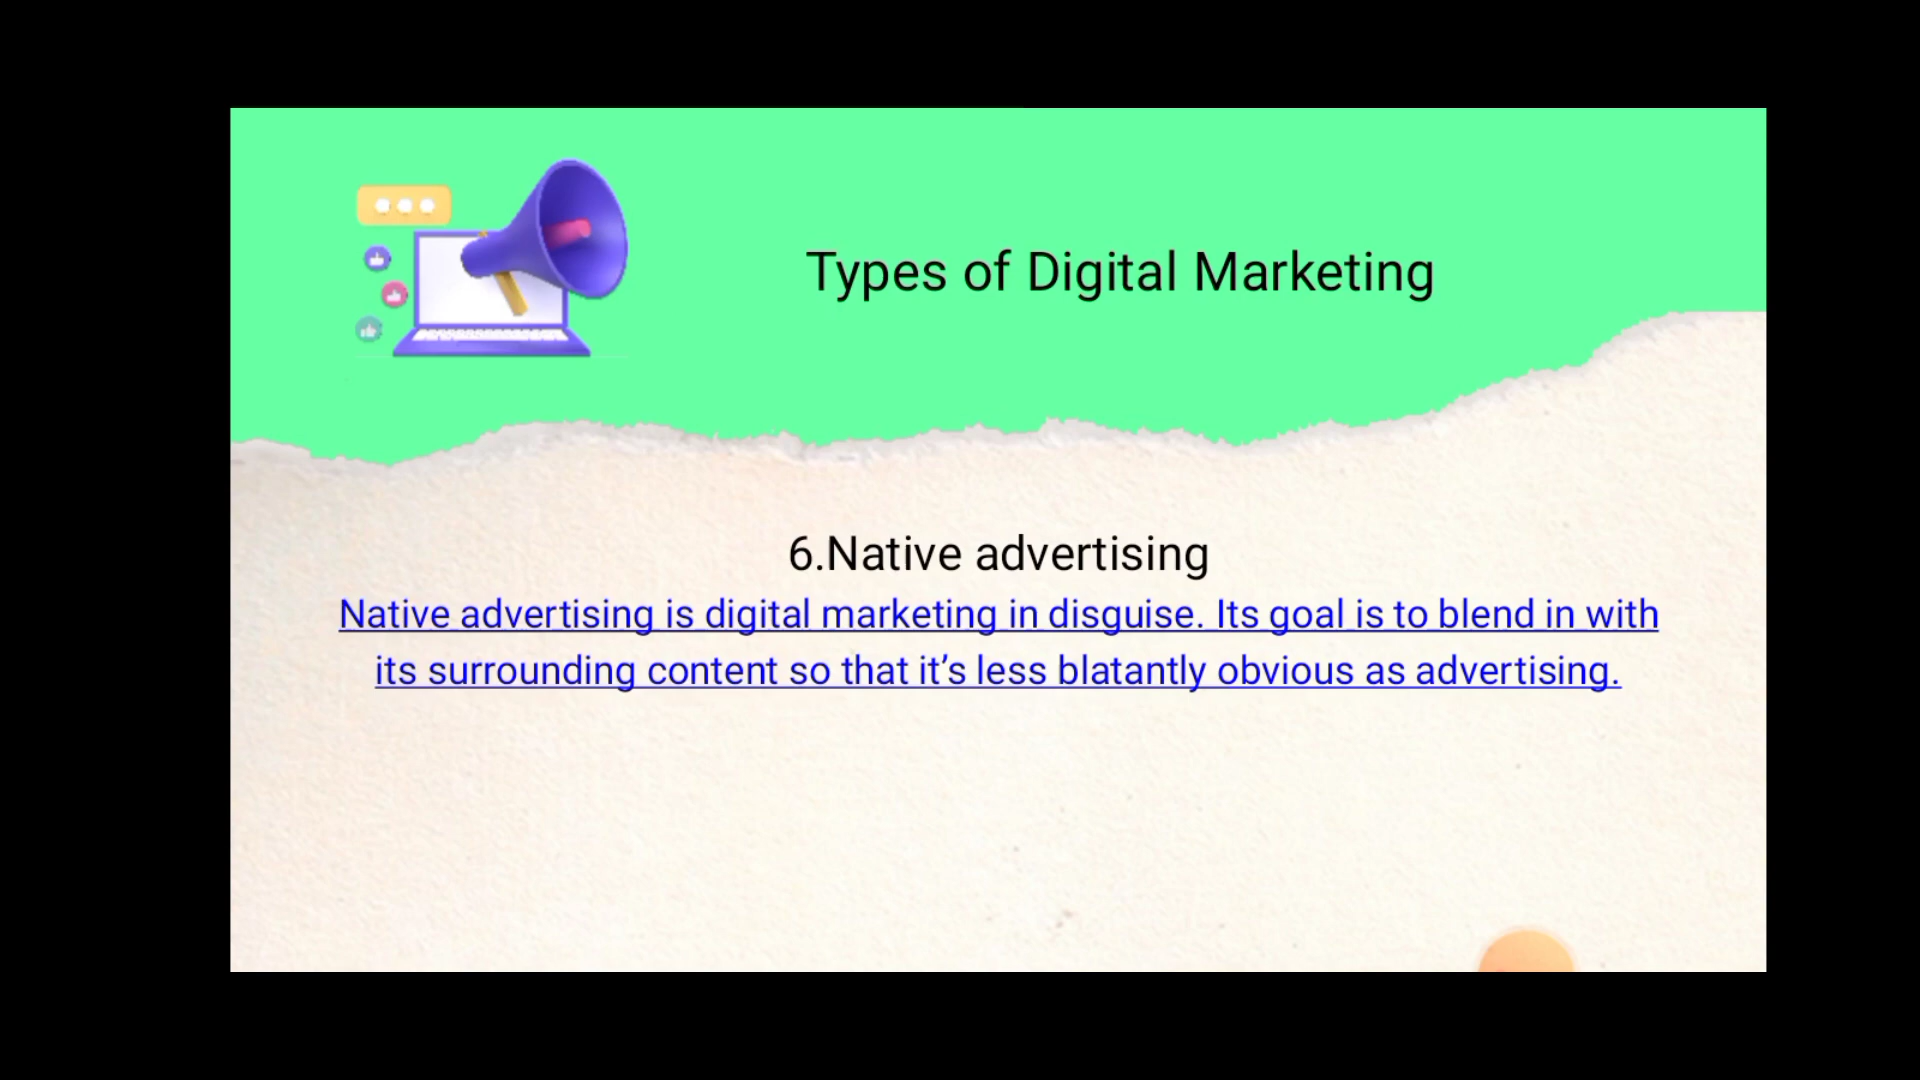 Types of Digital Marketing
6.Native advertising
Native advertising is digital marketing in disguise. Its goal is to blend in with
its surrounding content so that it’s less blatantly obvious as advertising.